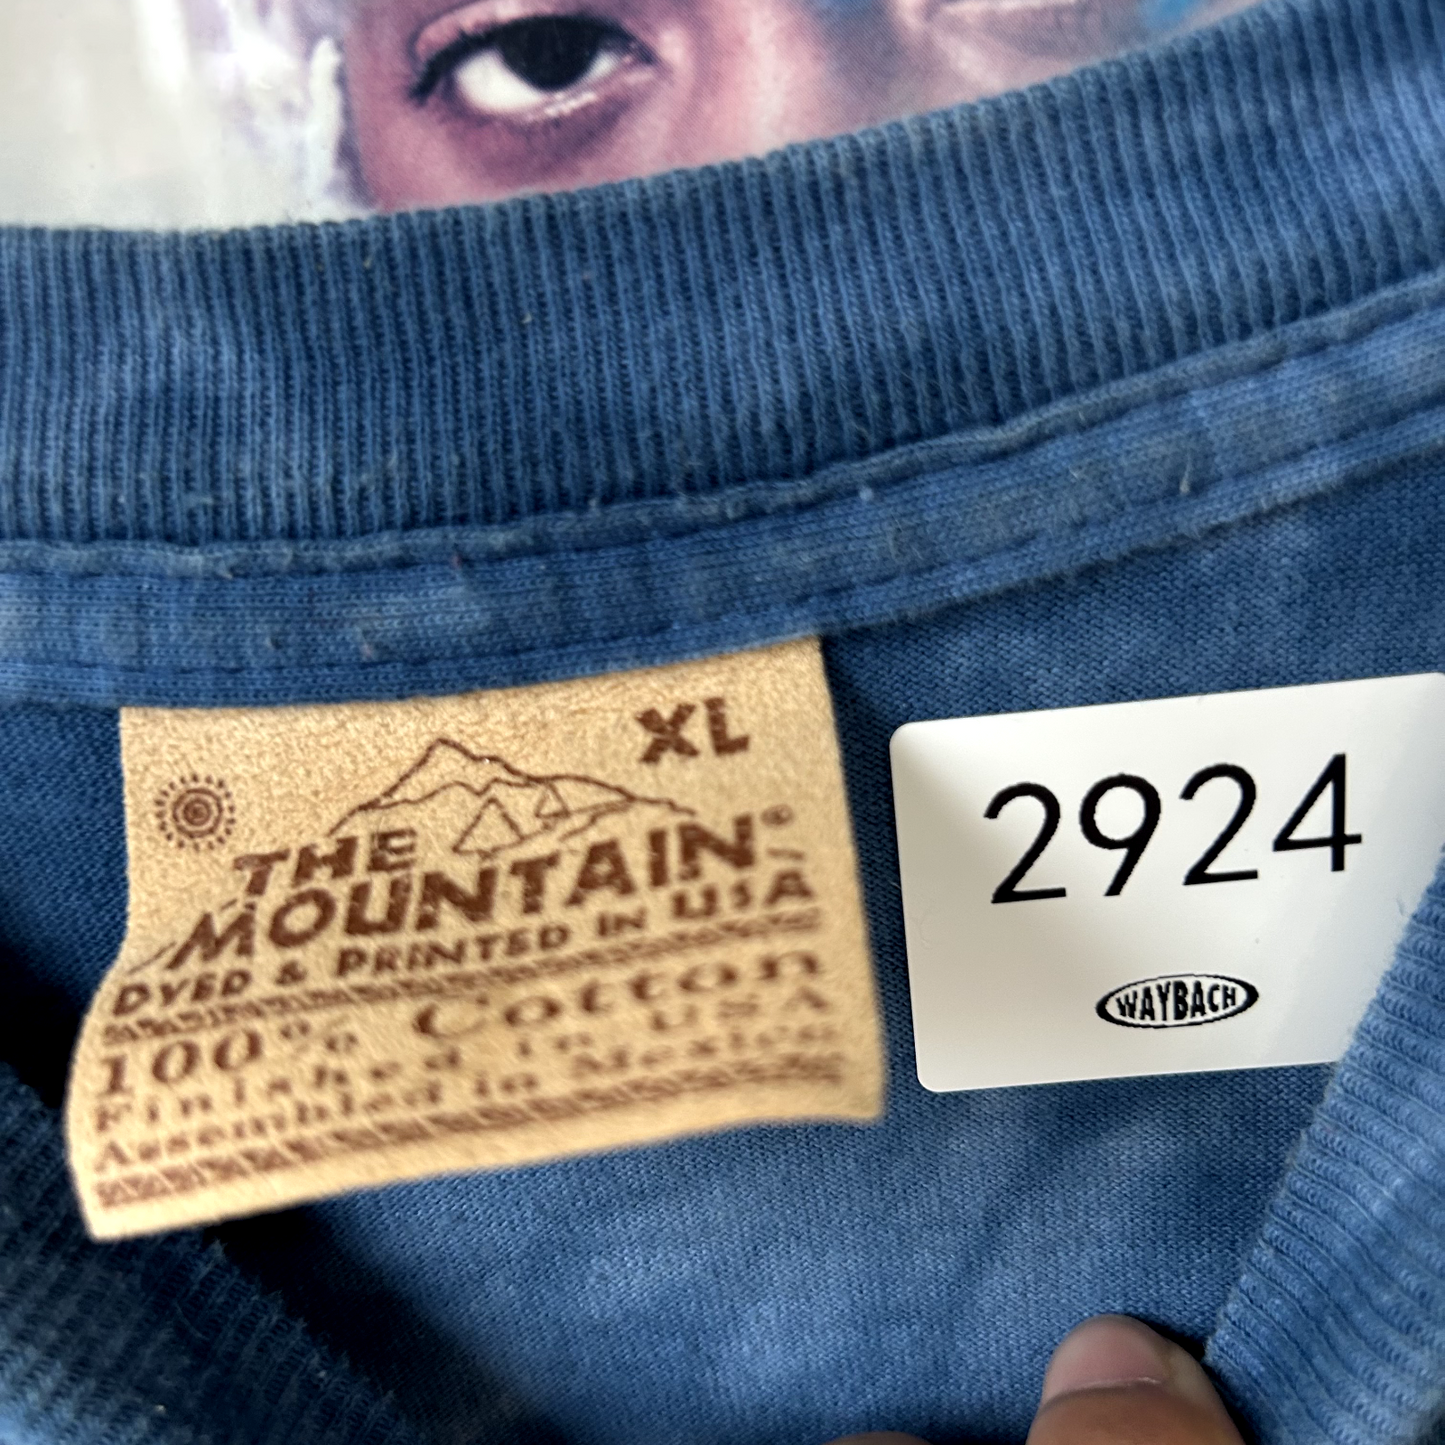 XL
THE
MOUNTAIN®
DYED & PRINTED IN USA
100% Cotton
Finished in USA
Assembled in Mexico
2924
WAYBACH